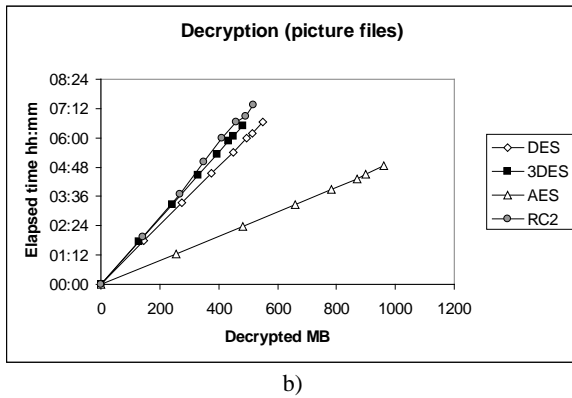 Decryption (picture files)
Elapsed time hh:mm
08:24
07:12
06:00
04:48
03:36
02:24
01:12
00:00
0 200 400 600 800 1000 1200
Decrypted MB
DES
3DES
AES
RC2
b)